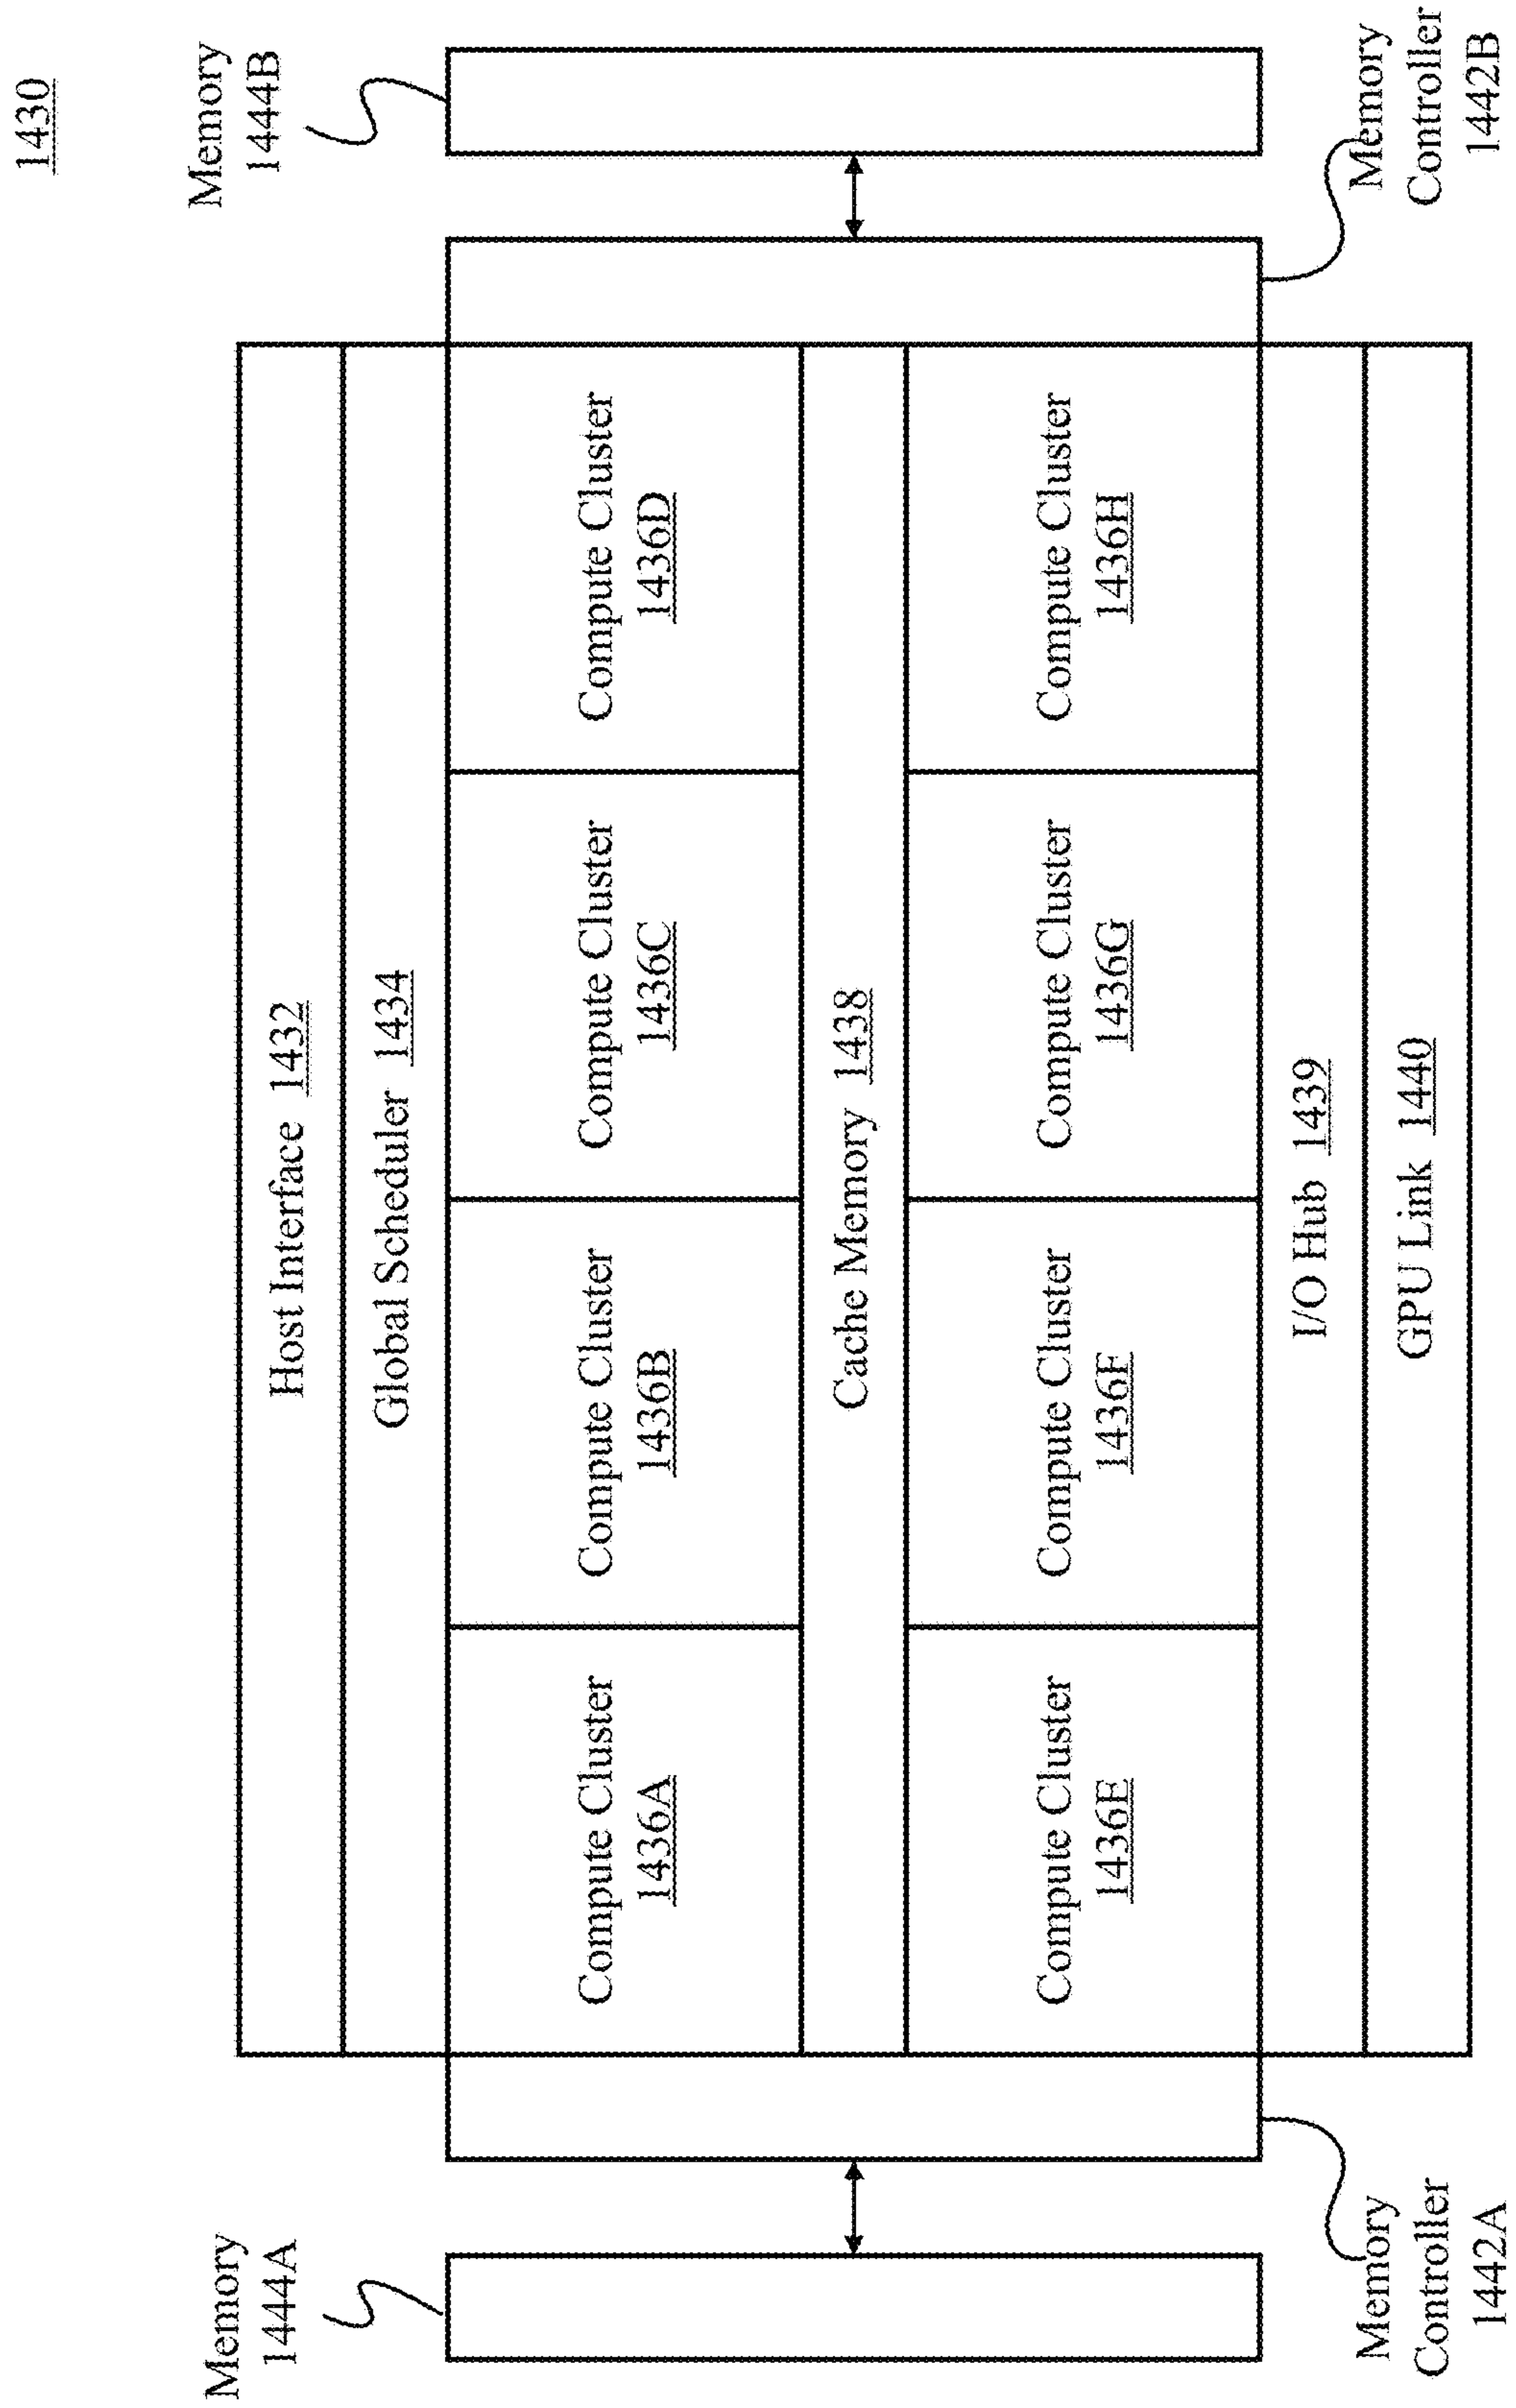 1430
Host Interface 1432
Global Scheduler 1434
Memory
1444A
Memory
1444B
Compute Cluster
1436A
Compute Cluster
1436B
Compute Cluster
1436C
Compute Cluster
1436D
Cache Memory 1438
Compute Cluster
1436E
Compute Cluster
1436F
Compute Cluster
1436G
Compute Cluster
1436H
I/O Hub 1439
GPU Link 1440
Memory
Controller
1442A
Memory
Controller
1442B